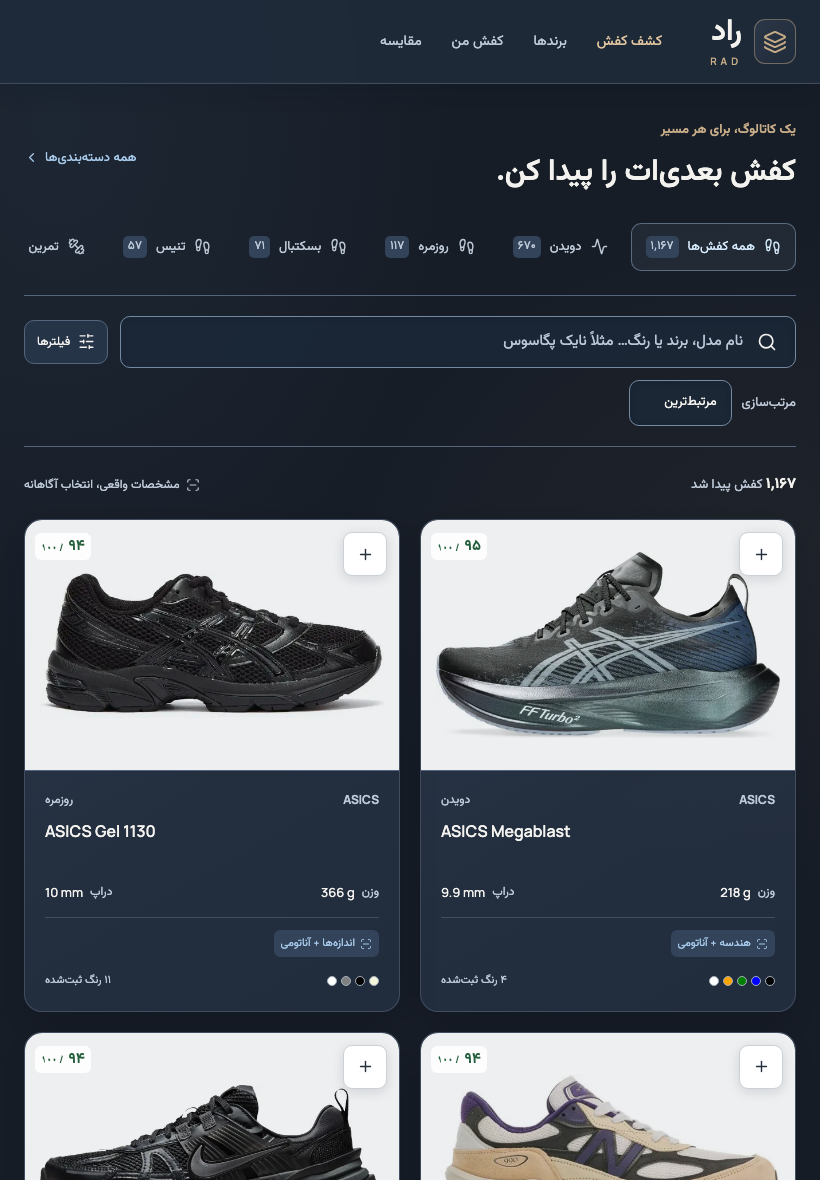 راد
RAD
کشف کفش
برندها
کفش من
مقایسه
یک کاتالوگ، برای هر مسیر
کفش بعدی‌ات را پیدا کن.
همه دسته‌بندی‌ها
همه کفش‌ها ۱,۱۶۷
دویدن ۶۷۰
روزمره ۱۱۷
بسکتبال ۷۱
تنیس ۵۷
تمرین
نام مدل، برند یا رنگ… مثلاً نایک پگاسوس
فیلترها
مرتب‌سازی
مرتبط‌ترین
۱,۱۶۷ کفش پیدا شد
مشخصات واقعی، انتخاب آگاهانه
۹۵ / ۱۰۰
FF Turbo²
ASICS
دویدن
ASICS Megablast
وزن 218 g
دراپ 9.9 mm
هندسه + آناتومی
۴ رنگ ثبت‌شده
۹۴ / ۱۰۰
ASICS
روزمره
ASICS Gel 1130
وزن 366 g
دراپ 10 mm
اندازه‌ها + آناتومی
۱۱ رنگ ثبت‌شده
۹۴ / ۱۰۰
990
۹۴ / ۱۰۰